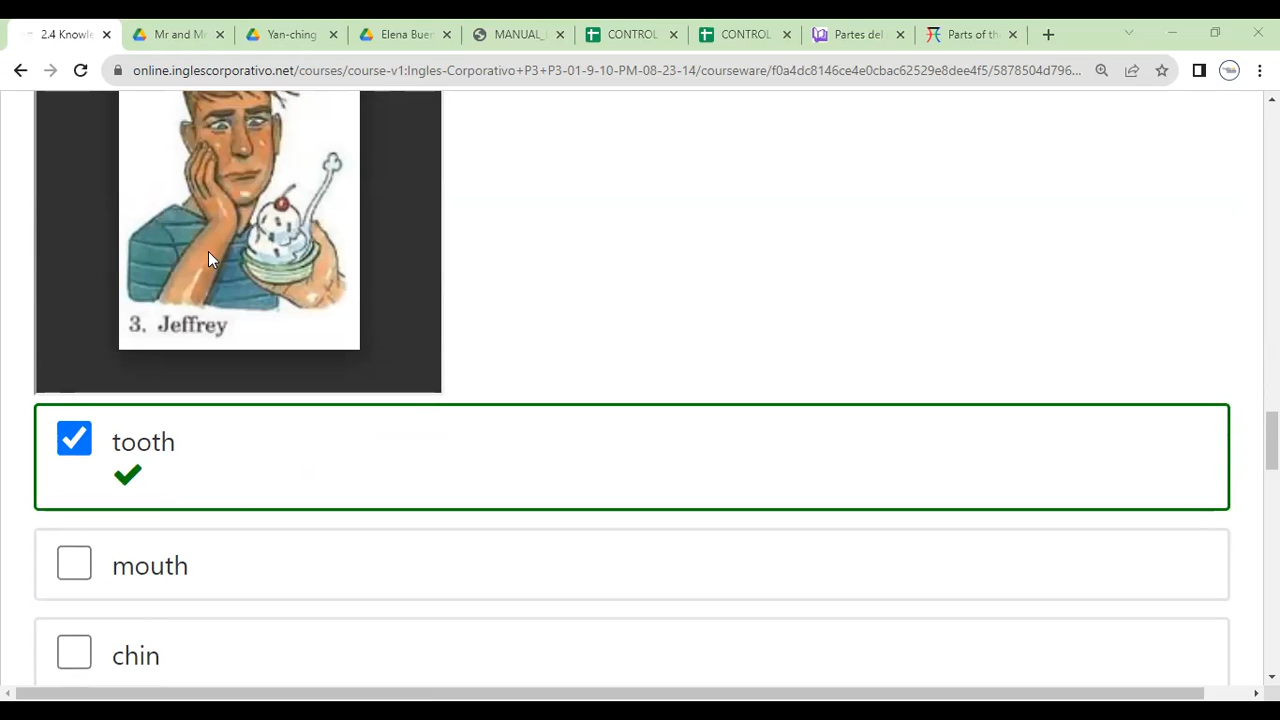 2.4 Knowle
Mr and Mr
Yan-ching
Elena Buer
MANUAL_
CONTROL
CONTROL
Partes del
Parts of th
online.inglescorporativo.net/courses/course-v1:Ingles-Corporativo+P3+P3-01-9-10-PM-08-23-14/courseware/f0a4dc8146ce4e0cbac62529e8dee4f5/5878504d796...
3. Jeffrey
tooth
mouth
chin